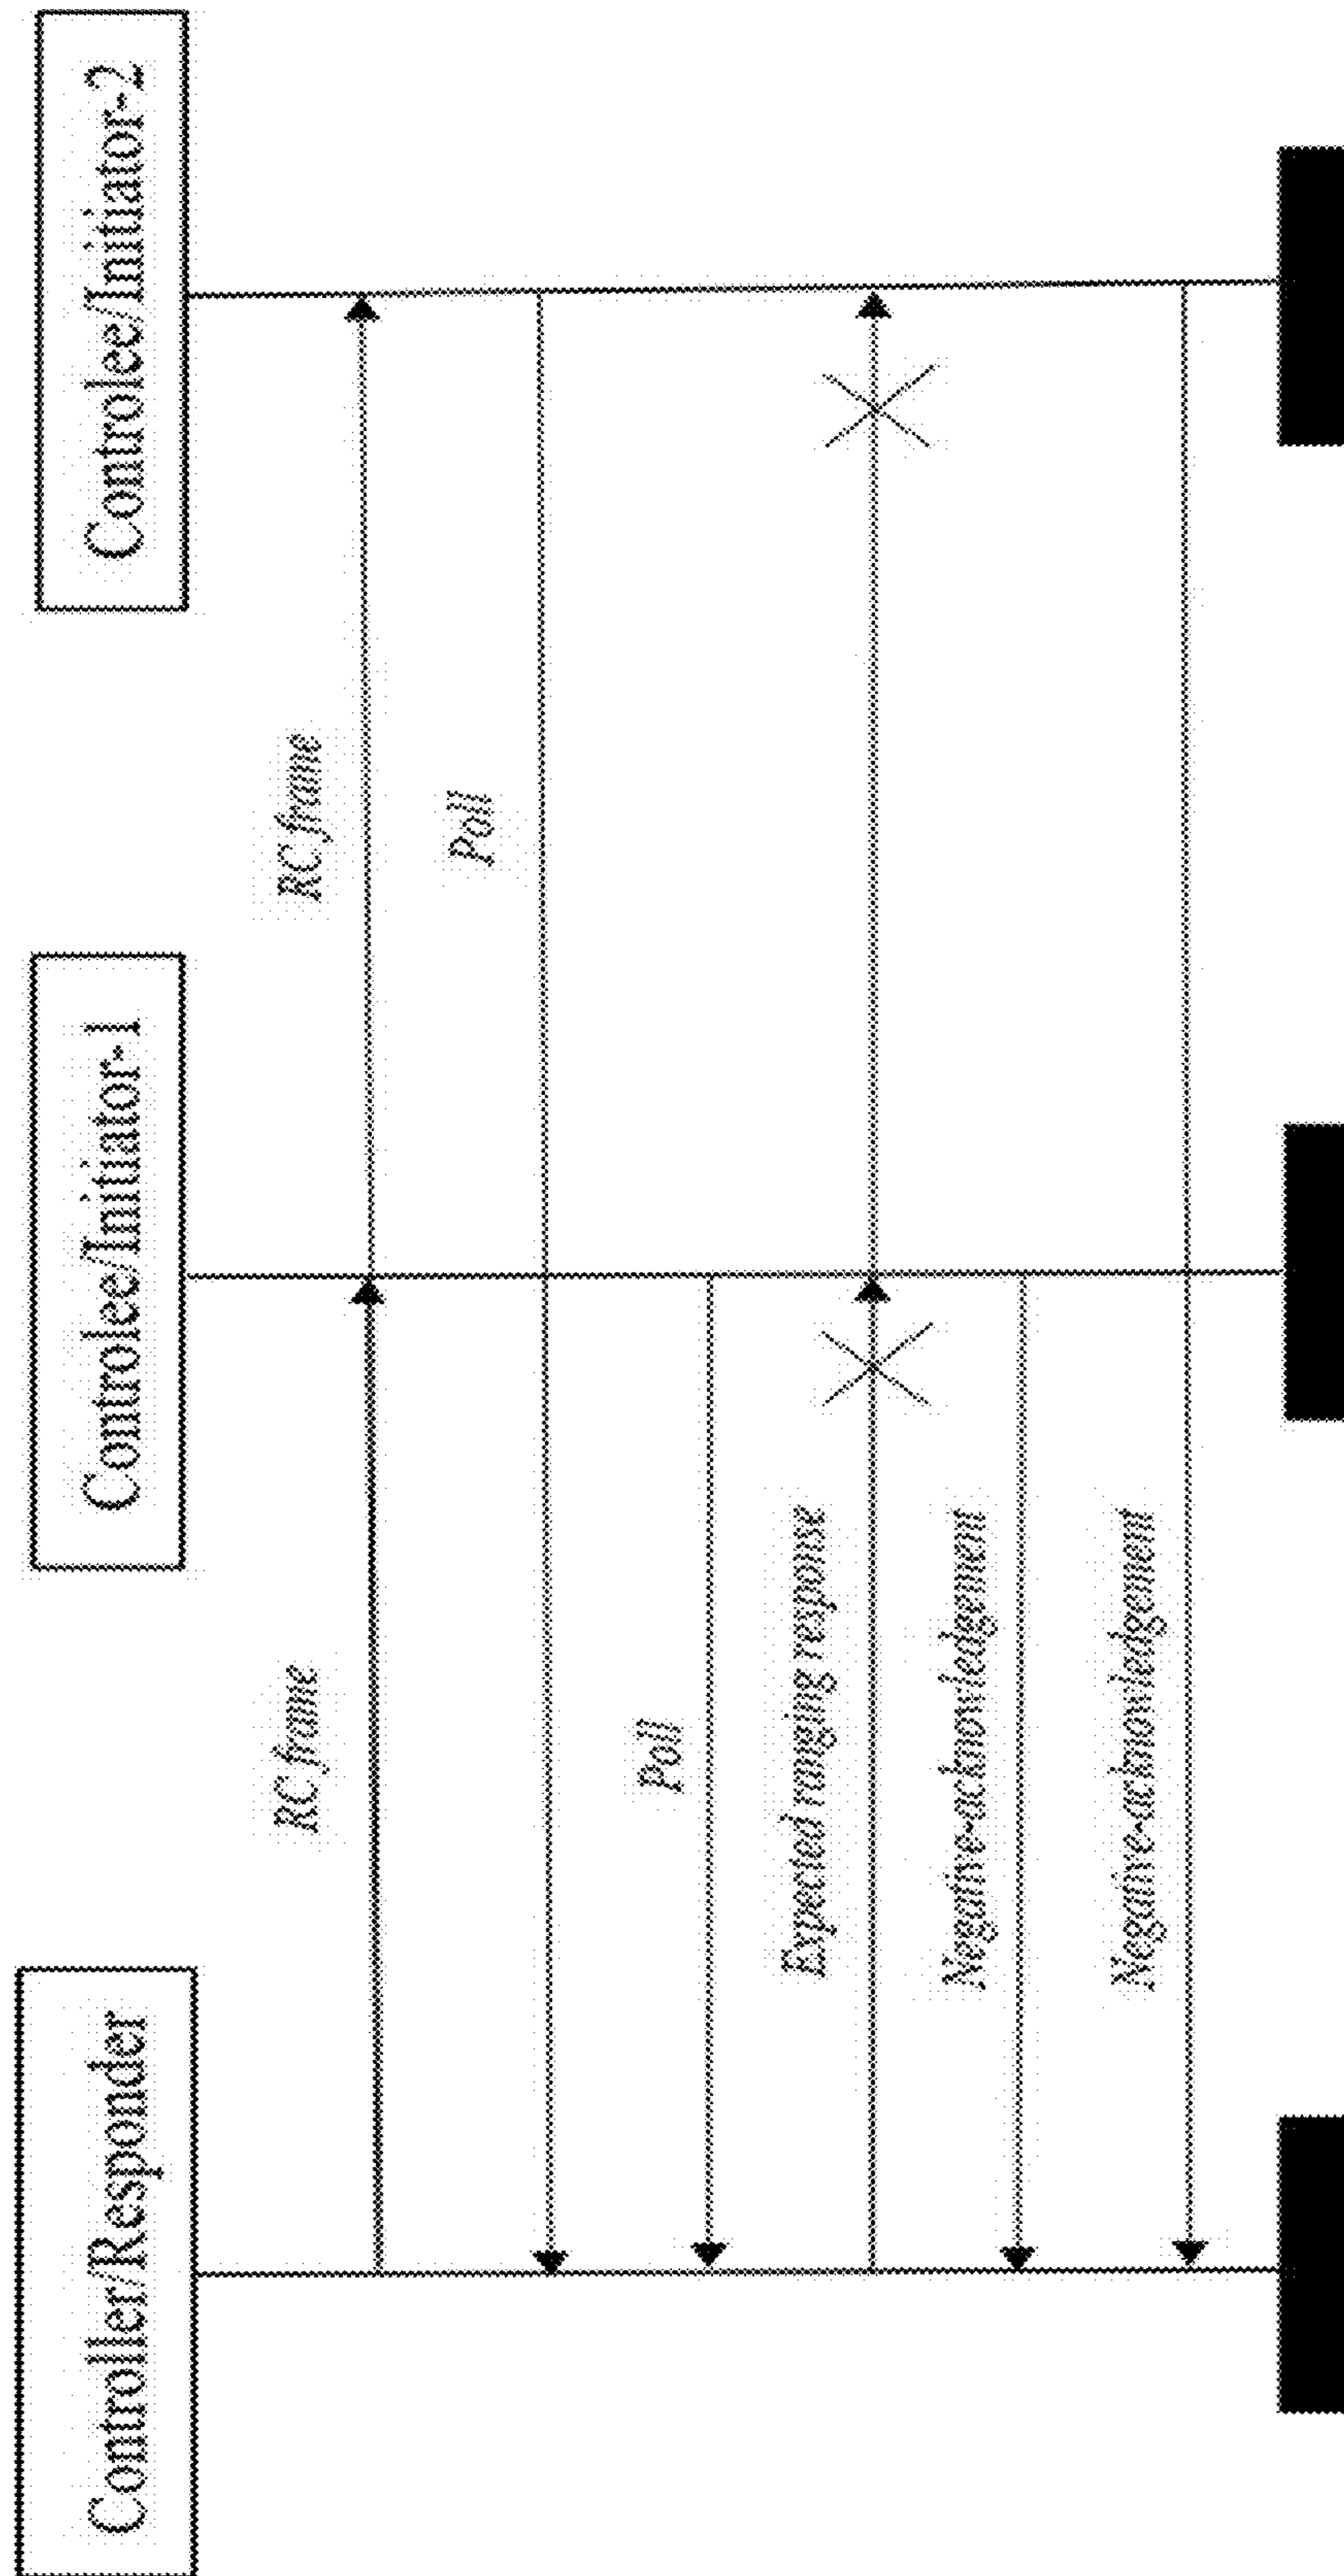 Controller/Responder
Controlee/Initiator-1
Controlee/Initiator-2
RC frame
RC frame
Poll
Poll
Expected ranging response
Negative-acknowledgement
Negative-acknowledgement